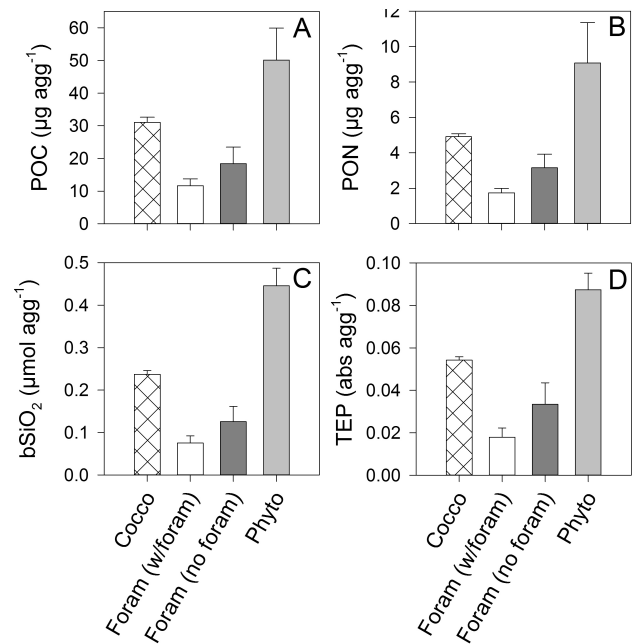 A
POC (µg agg⁻¹)
60
50
40
30
20
10
0
B
PON (µg agg⁻¹)
12
10
8
6
4
2
0
C
bSiO₂ (µmol agg⁻¹)
0.5
0.4
0.3
0.2
0.1
0.0
Cocco
Foram (w/foram)
Foram (no foram)
Phyto
D
TEP (abs agg⁻¹)
0.10
0.08
0.06
0.04
0.02
0.00
Cocco
Foram (w/foram)
Foram (no foram)
Phyto